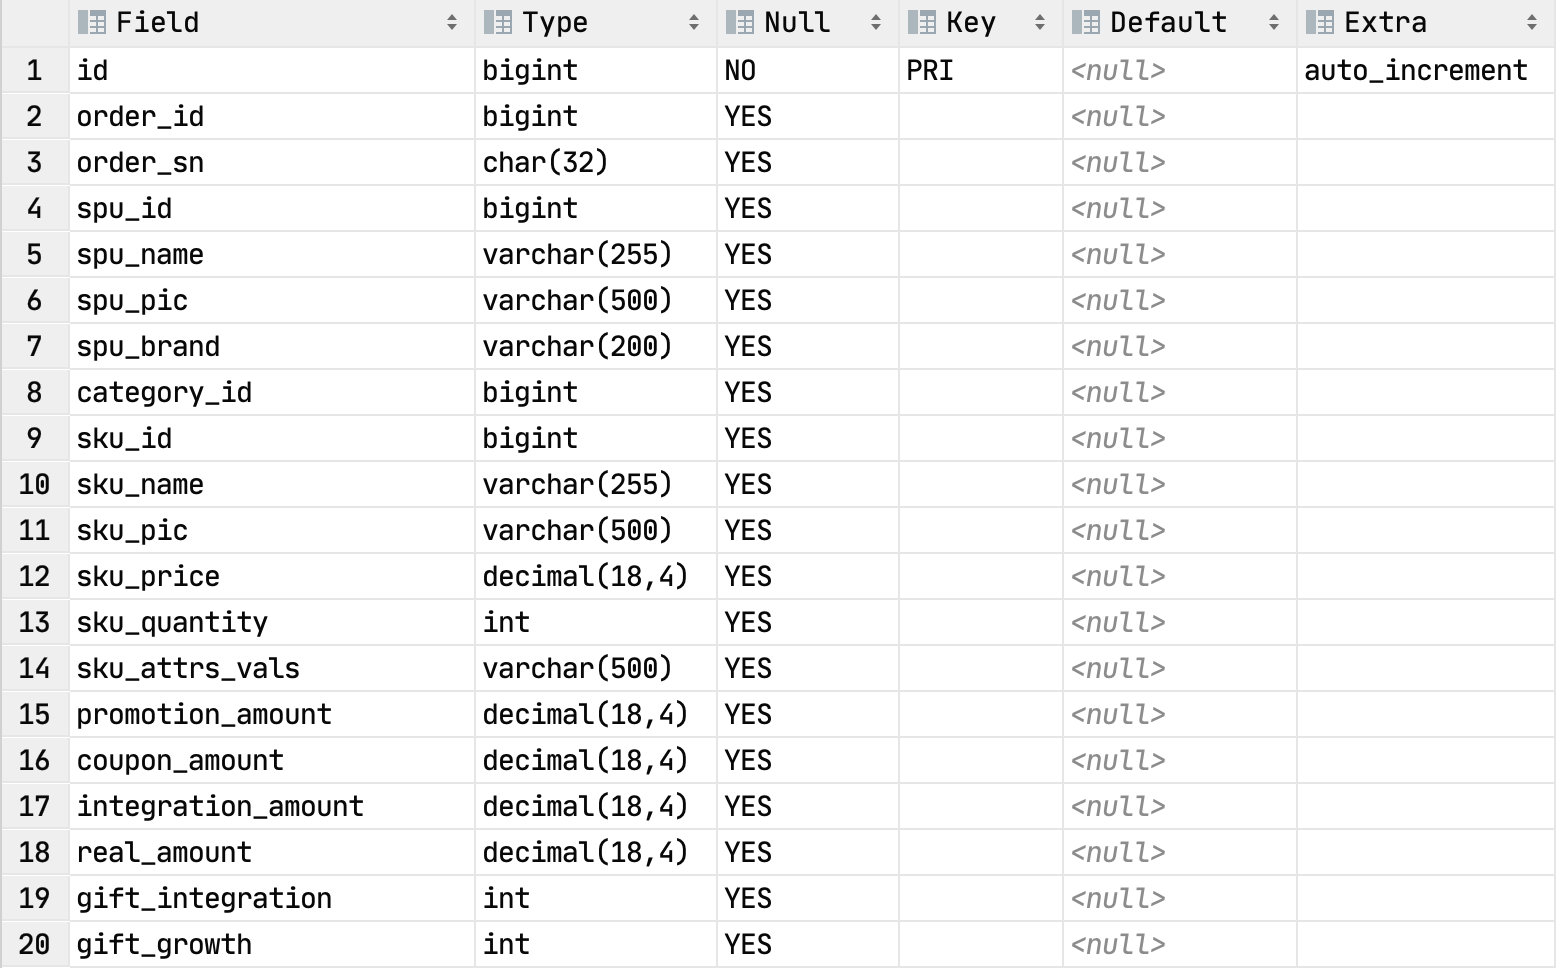 Field Type Null Key Default Extra
1 id bigint NO PRI <null> auto_increment
2 order_id bigint YES <null>
3 order_sn char(32) YES <null>
4 spu_id bigint YES <null>
5 spu_name varchar(255) YES <null>
6 spu_pic varchar(500) YES <null>
7 spu_brand varchar(200) YES <null>
8 category_id bigint YES <null>
9 sku_id bigint YES <null>
10 sku_name varchar(255) YES <null>
11 sku_pic varchar(500) YES <null>
12 sku_price decimal(18,4) YES <null>
13 sku_quantity int YES <null>
14 sku_attrs_vals varchar(500) YES <null>
15 promotion_amount decimal(18,4) YES <null>
16 coupon_amount decimal(18,4) YES <null>
17 integration_amount decimal(18,4) YES <null>
18 real_amount decimal(18,4) YES <null>
19 gift_integration int YES <null>
20 gift_growth int YES <null>